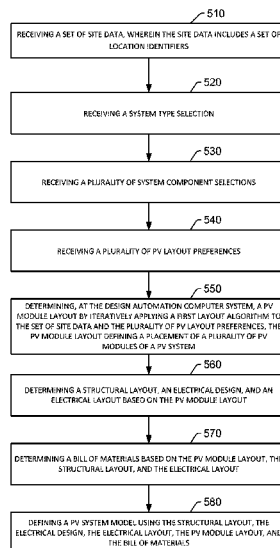 510
RECEIVING A SET OF SITE DATA, WHEREIN THE SITE DATA INCLUDES A SET OF
LOCATION IDENTIFIERS
520
RECEIVING A SYSTEM TYPE SELECTION
530
RECEIVING A PLURALITY OF SYSTEM COMPONENT SELECTIONS
540
RECEIVING A PLURALITY OF PV LAYOUT PREFERENCES
550
DETERMINING, AT THE DESIGN AUTOMATION COMPUTER SYSTEM, A PV
MODULE LAYOUT BY ITERATIVELY APPLYING A FIRST LAYOUT ALGORITHM TO
THE SET OF SITE DATA AND THE PLURALITY OF PV LAYOUT PREFERENCES, THE
PV MODULE LAYOUT DEFINING A PLACEMENT OF A PLURALITY OF PV
MODULES OF A PV SYSTEM
560
DETERMINING A STRUCTURAL LAYOUT, AN ELECTRICAL DESIGN, AND AN
ELECTRICAL LAYOUT BASED ON THE PV MODULE LAYOUT
570
DETERMINING A BILL OF MATERIALS BASED ON THE PV MODULE LAYOUT, THE
STRUCTURAL LAYOUT, AND THE ELECTRICAL LAYOUT
580
DEFINING A PV SYSTEM MODEL USING THE STRUCTURAL LAYOUT, THE
ELECTRICAL DESIGN, THE ELECTRICAL LAYOUT, THE PV MODULE LAYOUT, AND
THE BILL OF MATERIALS